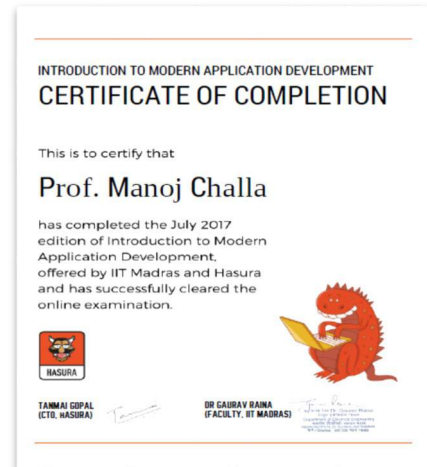 INTRODUCTION TO MODERN APPLICATION DEVELOPMENT
CERTIFICATE OF COMPLETION
This is to certify that
Prof. Manoj Challa
has completed the July 2017
edition of Introduction to Modern
Application Development,
offered by IIT Madras and Hasura
and has successfully cleared the
online examination.
HASURA
TANMAI GOPAL
(CTO, HASURA)
DR GAURAV RAINA
(FACULTY, IIT MADRAS)